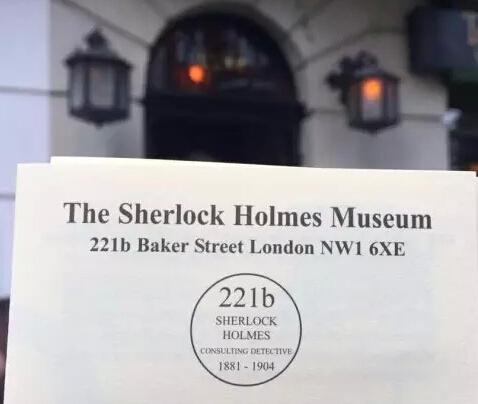 The Sherlock Holmes Museum
221b Baker Street London NW1 6XE
221b
SHERLOCK
HOLMES
CONSULTING DETECTIVE
1881 - 1904